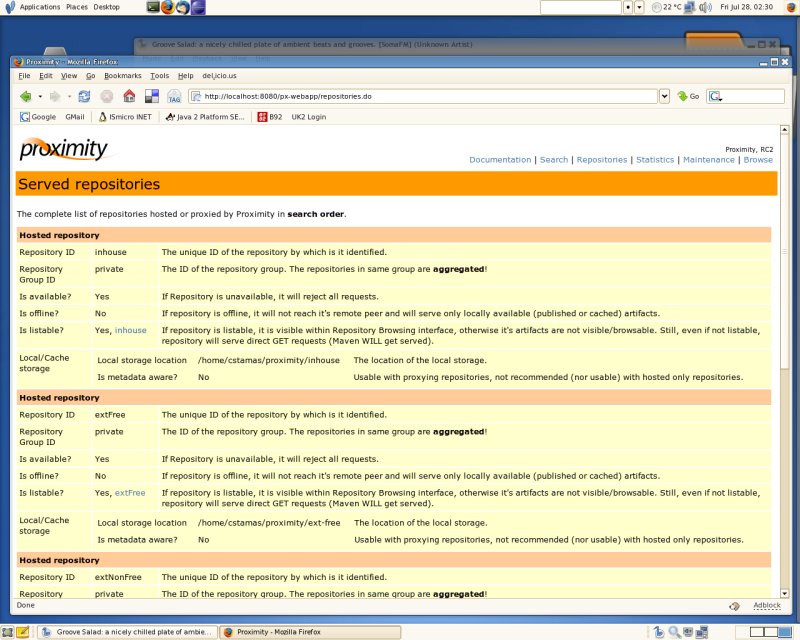 Applications Places Desktop
22 °C
Fri Jul 28, 02:30
Groove Salad: a nicely chilled plate of ambient beats and grooves. [SomaFM] (Unknown Artist)
Proximity - Mozilla Firefox
File Edit View Go Bookmarks Tools Help del.icio.us
TAG
http://localhost:8080/px-webapp/repositories.do
Go
Google GMail ISmicro INET Java 2 Platform SE... B92 UK2 Login
proximity
Proximity, RC2
Documentation | Search | Repositories | Statistics | Maintenance | Browse
Served repositories
The complete list of repositories hosted or proxied by Proximity in search order.
Hosted repository
Repository ID inhouse The unique ID of the repository by which is it identified.
Repository Group ID private The ID of the repository group. The repositories in same group are aggregated!
Is available? Yes If Repository is unavailable, it will reject all requests.
Is offline? No If repository is offline, it will not reach it's remote peer and will serve only locally available (published or cached) artifacts.
Is listable? Yes, inhouse If repository is listable, it is visible within Repository Browsing interface, otherwise it's artifacts are not visible/browsable. Still, even if not listable,
repository will serve direct GET requests (Maven WILL get served).
Local/Cache storage Local storage location /home/cstamas/proximity/inhouse The location of the local storage.
Is metadata aware? No Usable with proxying repositories, not recommended (nor usable) with hosted only repositories.
Hosted repository
Repository ID extFree The unique ID of the repository by which is it identified.
Repository Group ID private The ID of the repository group. The repositories in same group are aggregated!
Is available? Yes If Repository is unavailable, it will reject all requests.
Is offline? No If repository is offline, it will not reach it's remote peer and will serve only locally available (published or cached) artifacts.
Is listable? Yes, extFree If repository is listable, it is visible within Repository Browsing interface, otherwise it's artifacts are not visible/browsable. Still, even if not listable,
repository will serve direct GET requests (Maven WILL get served).
Local/Cache storage Local storage location /home/cstamas/proximity/ext-free The location of the local storage.
Is metadata aware? No Usable with proxying repositories, not recommended (nor usable) with hosted only repositories.
Hosted repository
Repository ID extNonFree The unique ID of the repository by which is it identified.
Repository private The ID of the repository group. The repositories in same group are aggregated!
Done
Adblock
Groove Salad: a nicely chilled plate of ambie...
Proximity - Mozilla Firefox